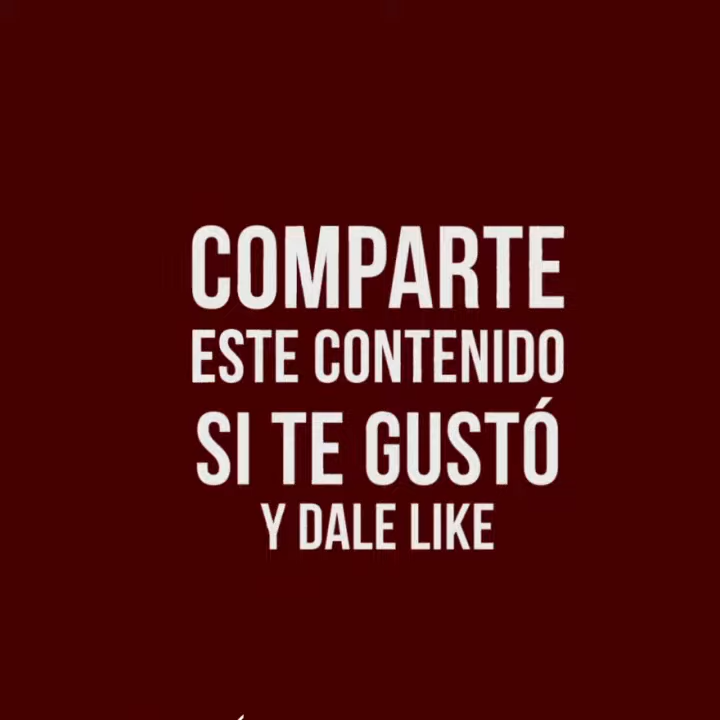 COMPARTE
ESTE CONTENIDO
SI TE GUSTÓ
Y DALE LIKE